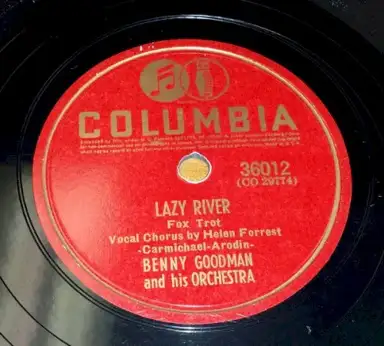 COLUMBIA
36012
(CO 29774)
LAZY RIVER
Fox Trot
Vocal Chorus by Helen Forrest
-Carmichael-Arodin-
BENNY GOODMAN
and his ORCHESTRA